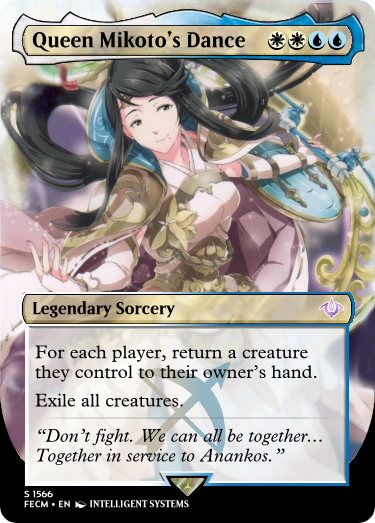 Queen Mikoto's Dance
Legendary Sorcery
For each player, return a creature
they control to their owner's hand.
Exile all creatures.
“Don't fight. We can all be together…
Together in service to Anankos.”
S 1566
FECM • EN INTELLIGENT SYSTEMS